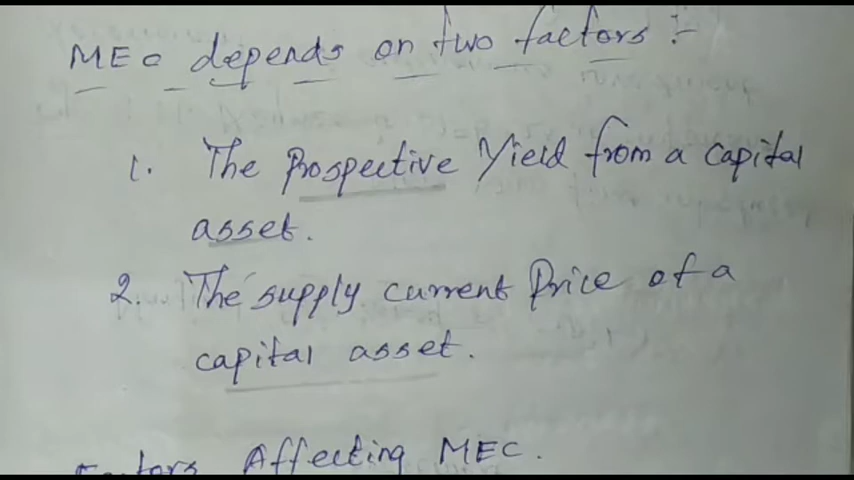 MEC depends on two factors :-
1. The Prospective Yield from a capital
asset.
2. The supply current Price of a
capital asset.
Factors Affecting MEC.